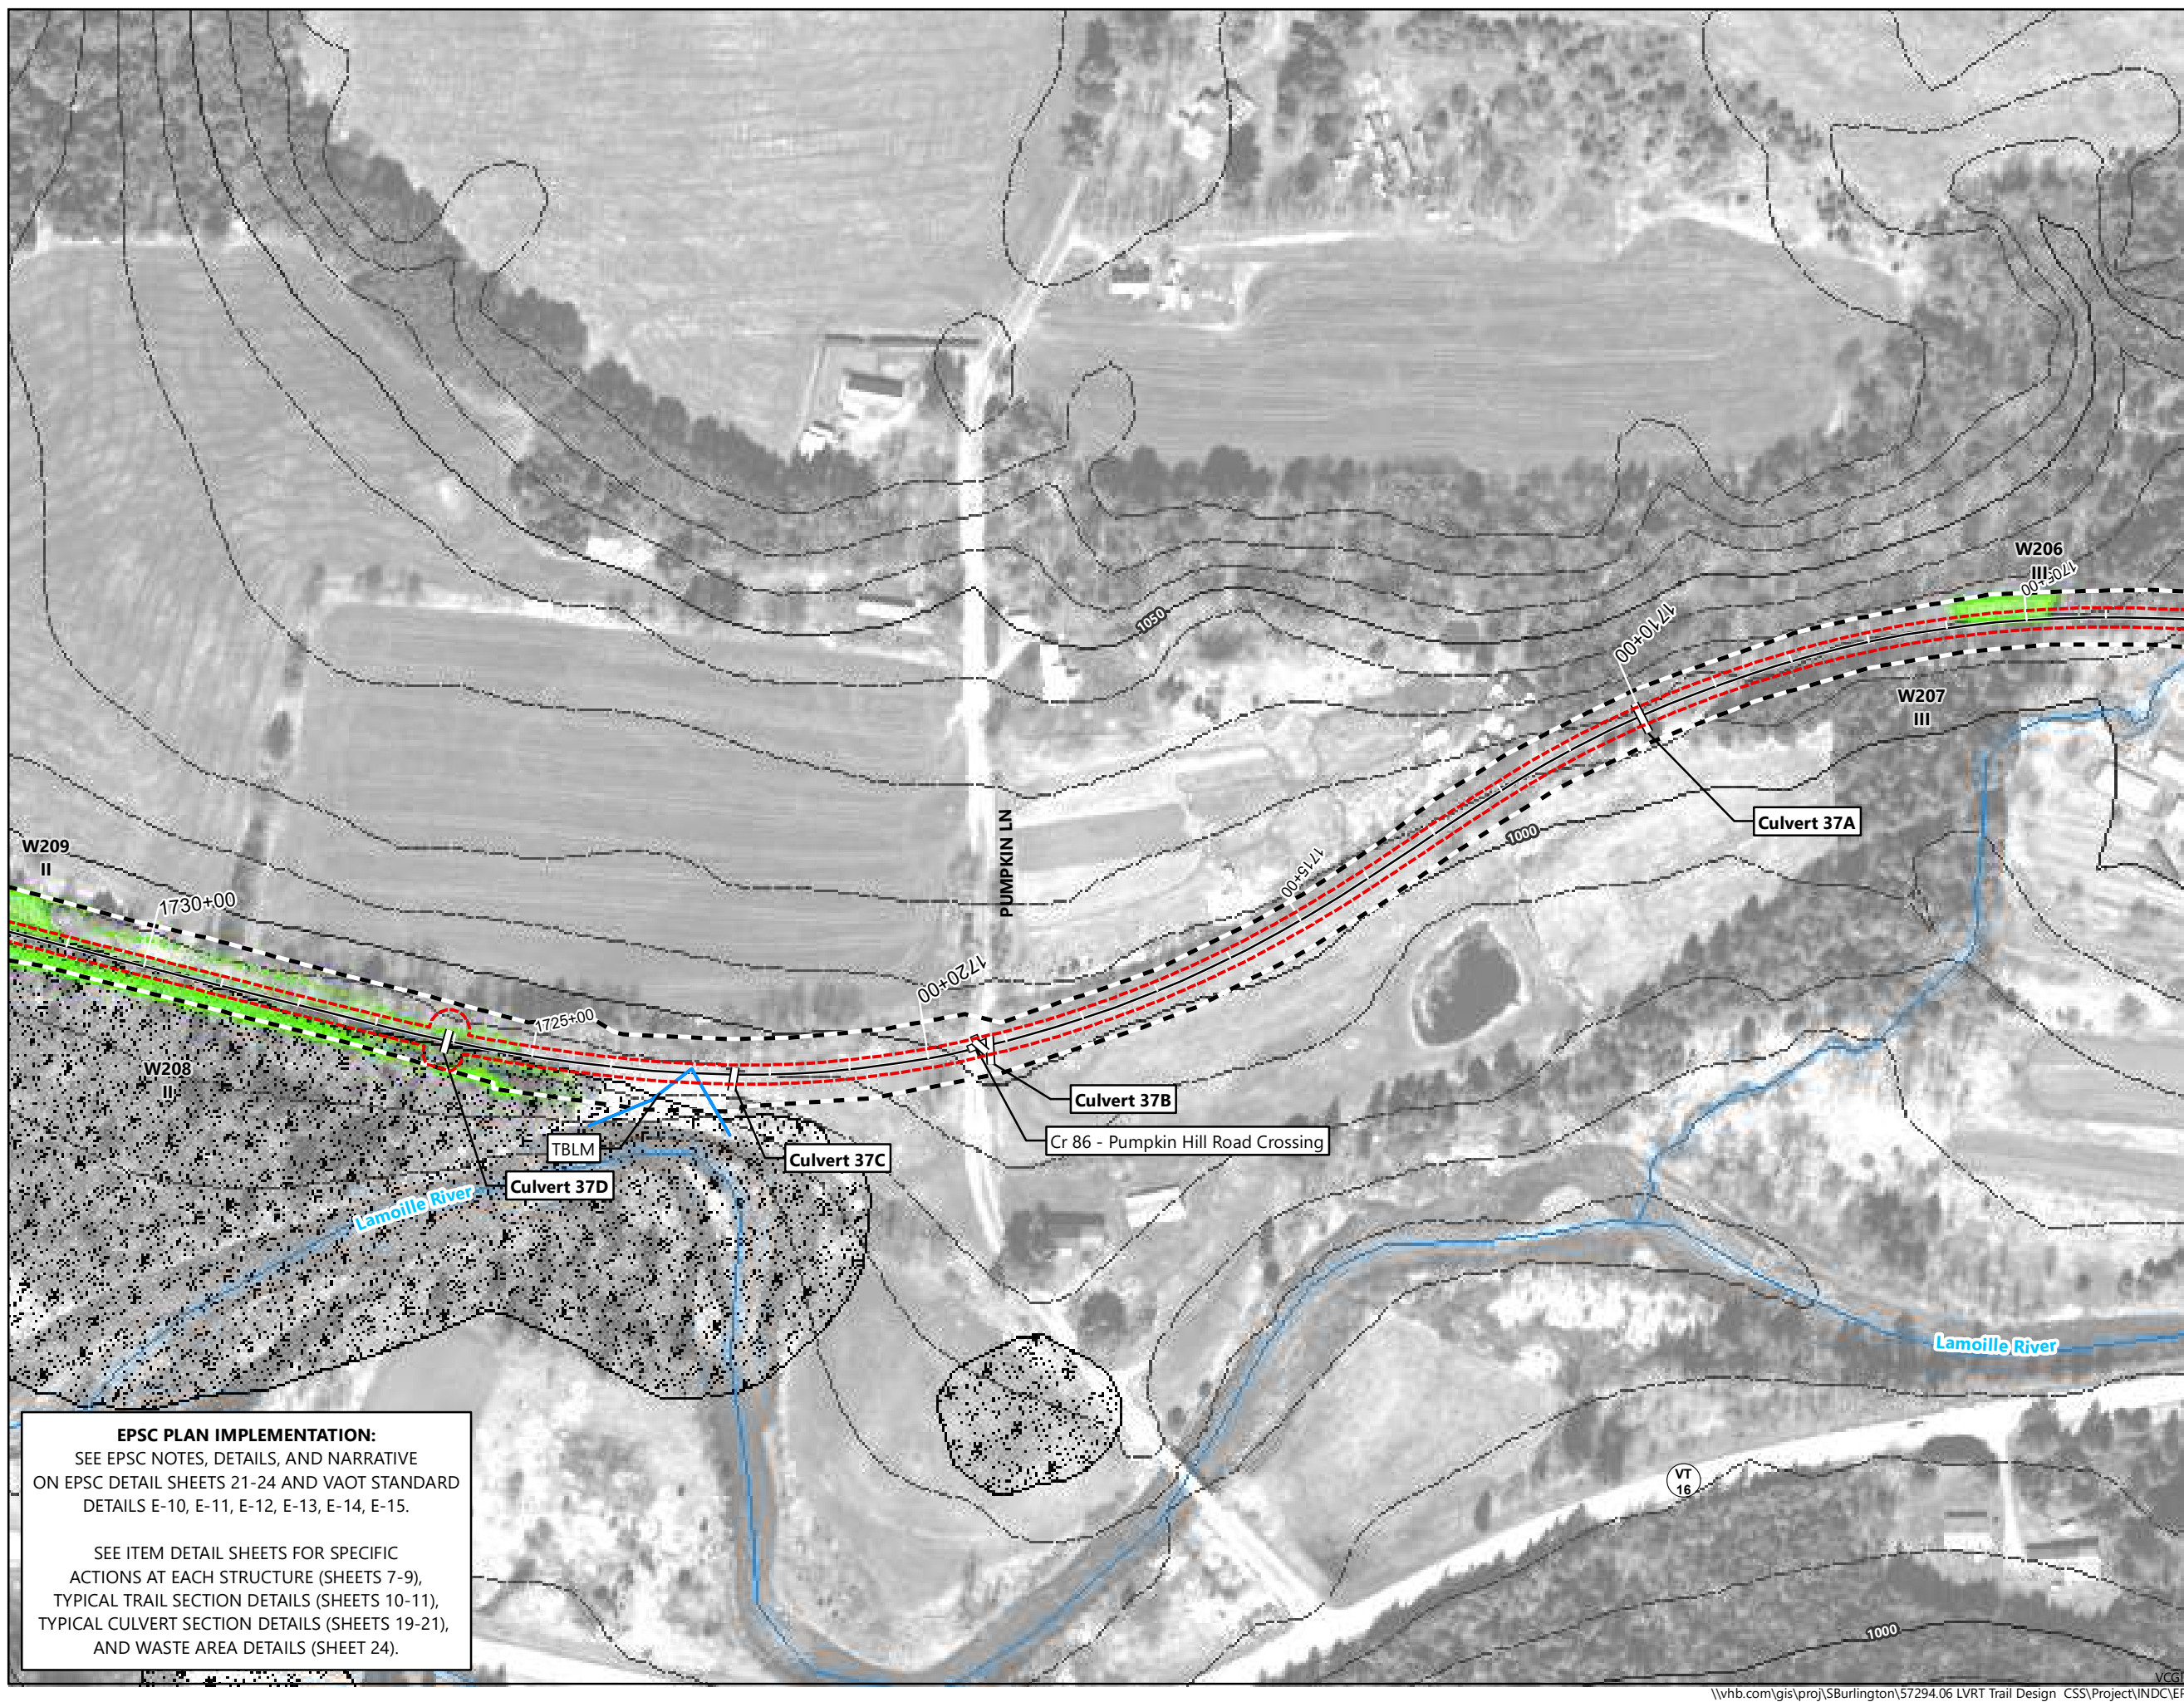 W206
III
1705+00
1050
1710+00
W207
III
Culvert 37A
1000
PUMPKIN LN
1715+00
W209
II
1730+00
1720+00
1725+00
W208
II
Culvert 37B
Cr 86 - Pumpkin Hill Road Crossing
TBLM
Culvert 37C
Culvert 37D
Lamoille River
Lamoille River
EPSC PLAN IMPLEMENTATION:
SEE EPSC NOTES, DETAILS, AND NARRATIVE
ON EPSC DETAIL SHEETS 21-24 AND VAOT STANDARD
DETAILS E-10, E-11, E-12, E-13, E-14, E-15.
SEE ITEM DETAIL SHEETS FOR SPECIFIC
ACTIONS AT EACH STRUCTURE (SHEETS 7-9),
TYPICAL TRAIL SECTION DETAILS (SHEETS 10-11),
TYPICAL CULVERT SECTION DETAILS (SHEETS 19-21),
AND WASTE AREA DETAILS (SHEET 24).
VT
16
1000
\\vhb.com\gis\proj\SBurlington\57294.06 LVRT Trail Design CSS\Project\INDC\